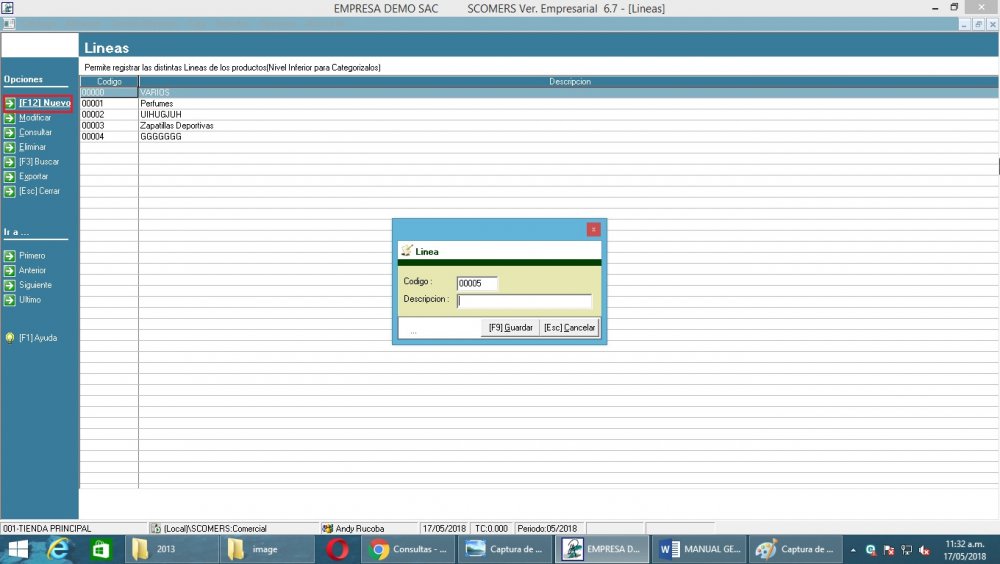 EMPRESA DEMO SAC SCOMERS Ver. Empresarial 6.7 - [Lineas]
Lineas
Permite registrar las distintas Lineas de los productos(Nivel Inferior para Categorizalos)
Opciones
[F12] Nuevo
Modificar
Consultar
Eliminar
[F3] Buscar
Exportar
[Esc] Cerrar
Ir a ...
Primero
Anterior
Siguiente
Ultimo
[F1] Ayuda
Codigo Descripcion
00000 VARIOS
00001 Perfumes
00002 UIHUGJUH
00003 Zapatillas Deportivas
00004 GGGGGGG
Linea
Codigo : 00005
Descripcion :
... [F9] Guardar [Esc] Cancelar
001-TIENDA PRINCIPAL (Local)\SCOMERS:Comercial Andy Rucoba 17/05/2018 TC:0.000 Periodo:05/2018
2013 image Consultas - ... Captura de ... EMPRESA D... MANUAL GE... Captura de ... 11:32 a.m.
17/05/2018